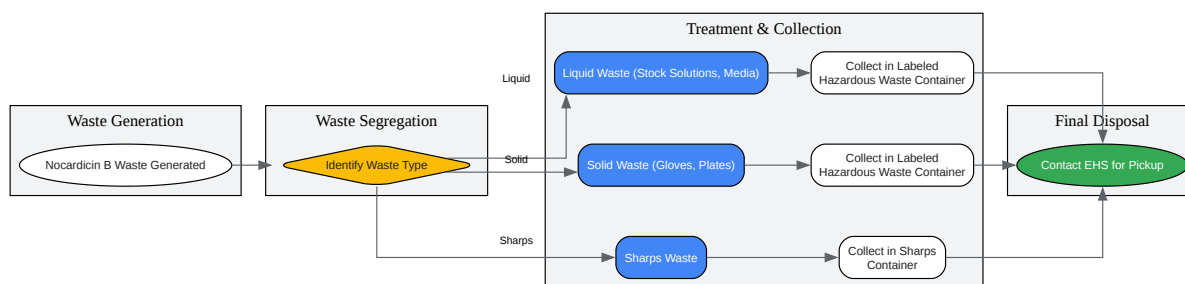 Waste Generation
Nocardicin B Waste Generated
Waste Segregation
Identify Waste Type
Liquid
Solid
Sharps
Treatment & Collection
Liquid Waste (Stock Solutions, Media)
Collect in Labeled
Hazardous Waste Container
Solid Waste (Gloves, Plates)
Collect in Labeled
Hazardous Waste Container
Sharps Waste
Collect in Sharps
Container
Final Disposal
Contact EHS for Pickup